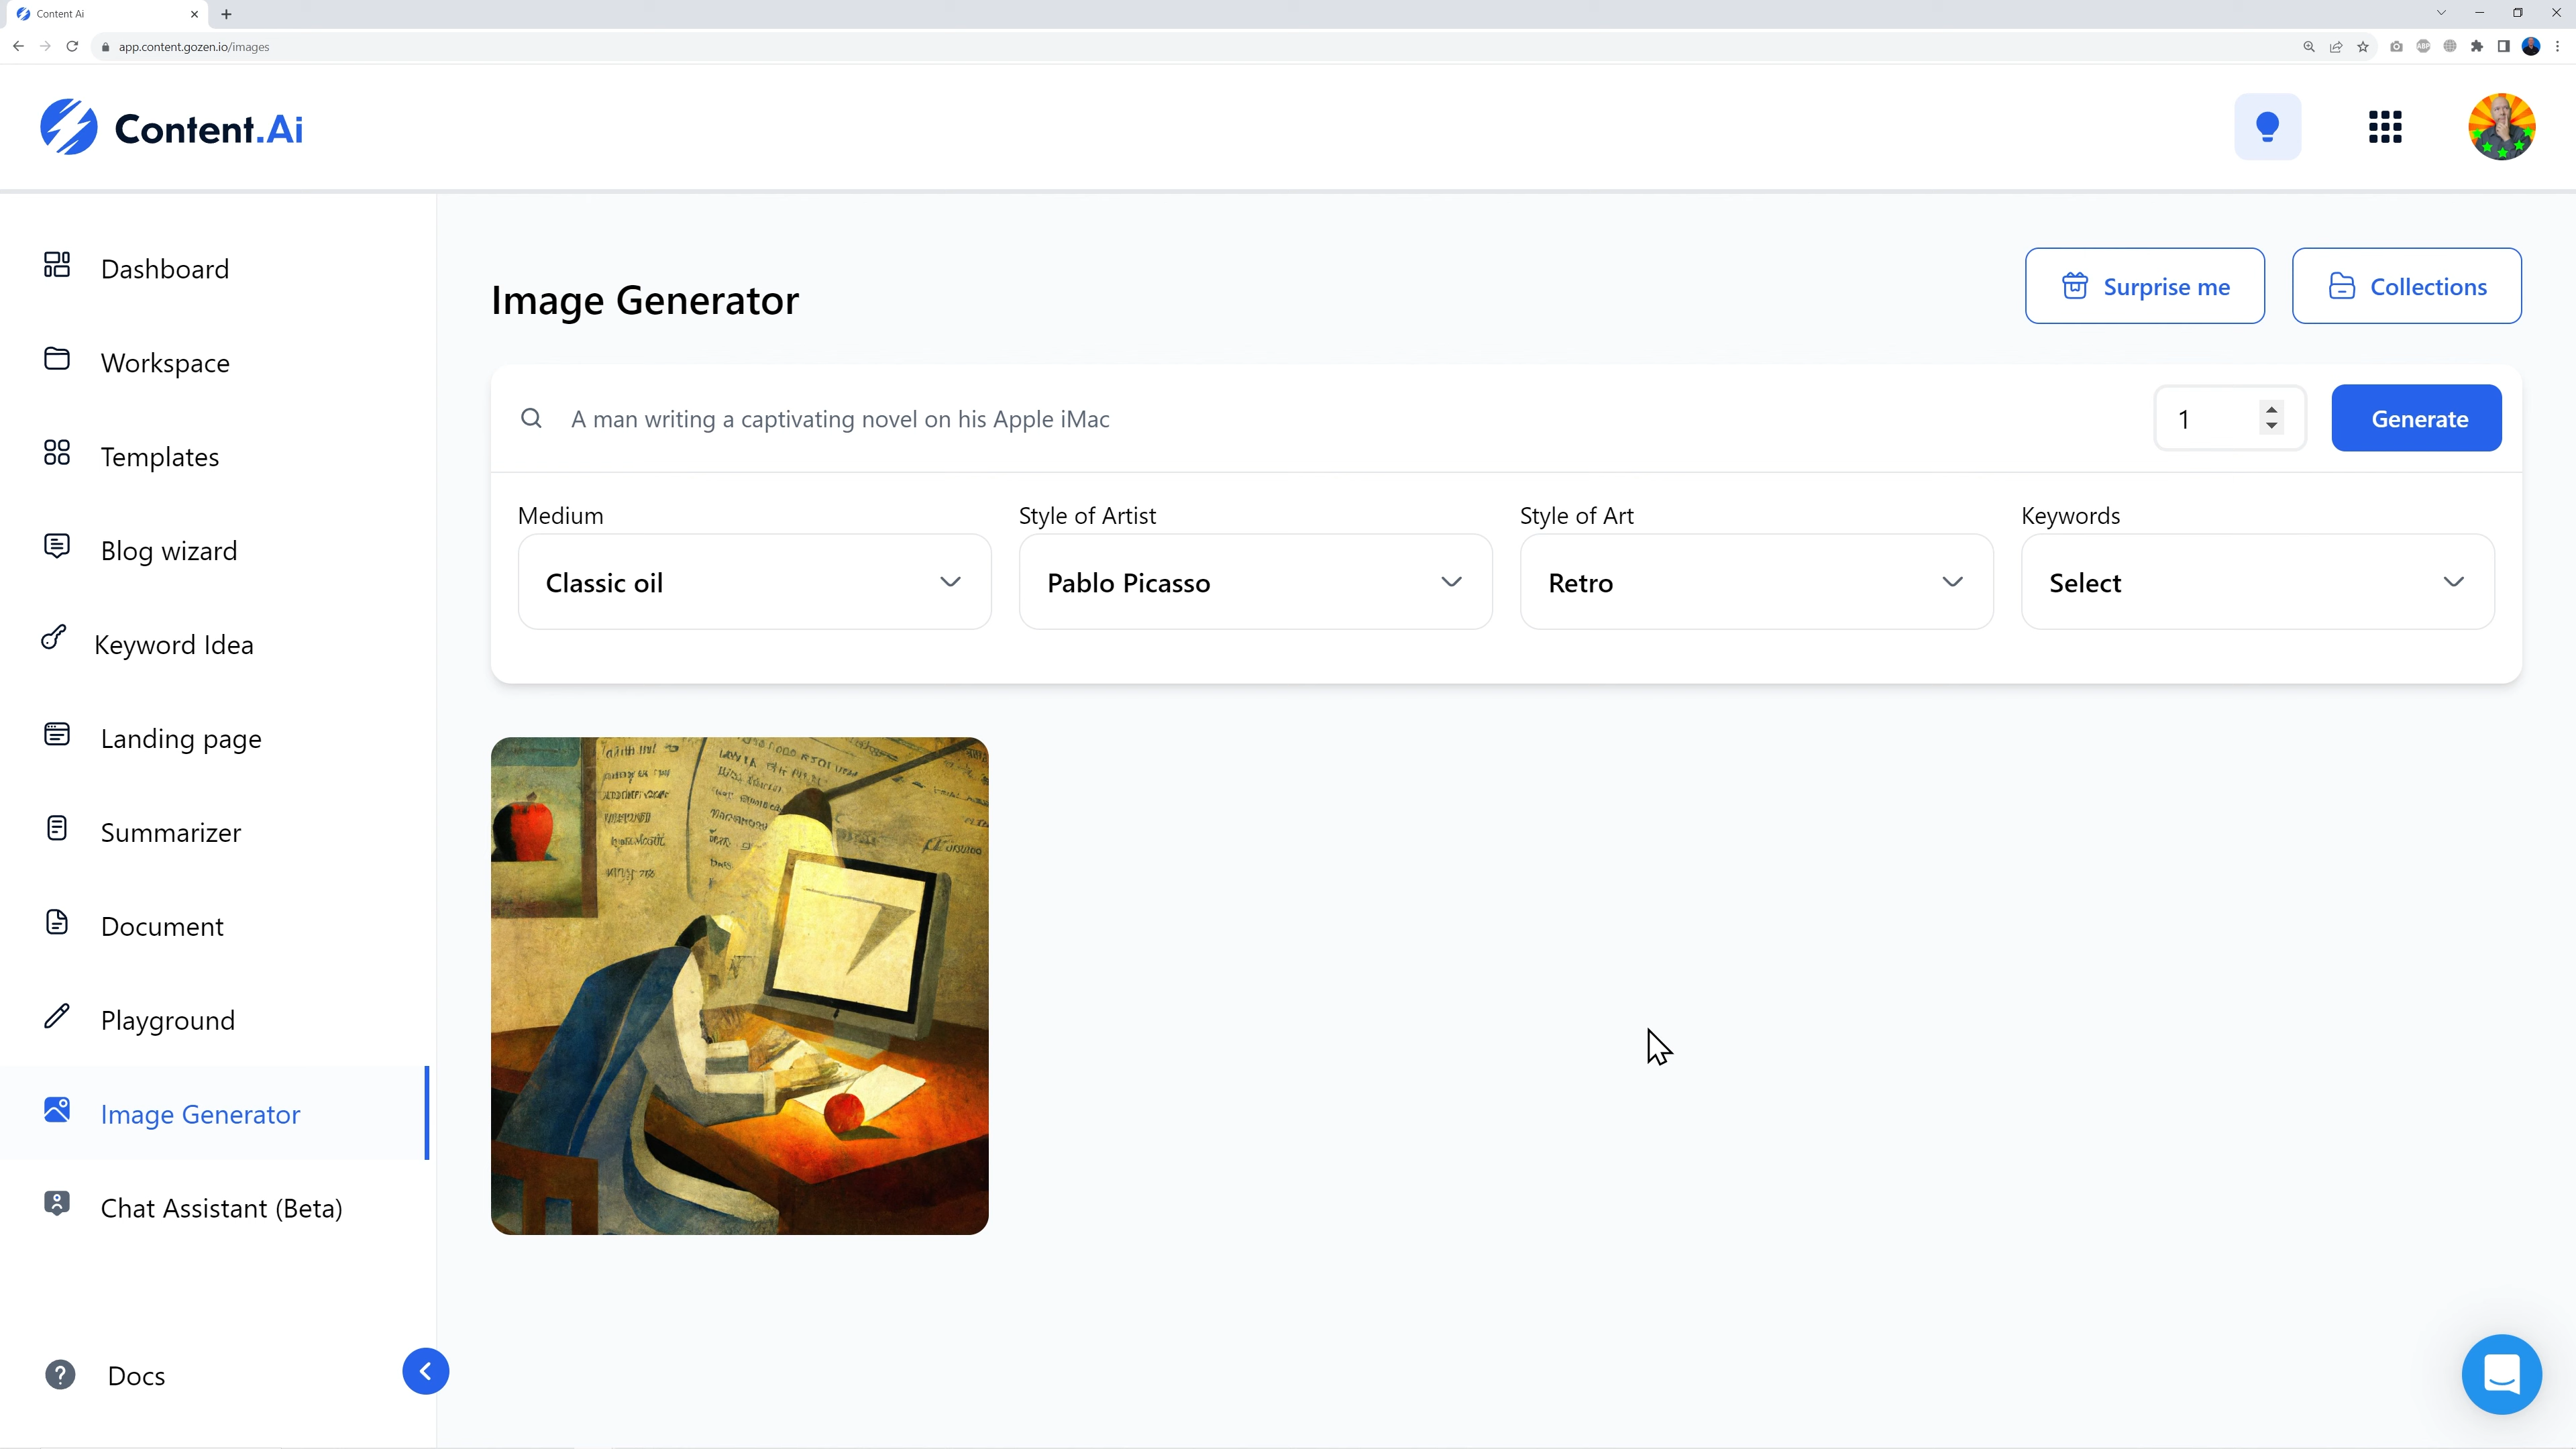 Content Ai
app.content.gozen.io/images
Content.Ai
Dashboard
Workspace
Templates
Blog wizard
Keyword Idea
Landing page
Summarizer
Document
Playground
Image Generator
Chat Assistant (Beta)
Docs
Image Generator
Surprise me
Collections
A man writing a captivating novel on his Apple iMac
1
Generate
Medium
Style of Artist
Style of Art
Keywords
Classic oil
Pablo Picasso
Retro
Select